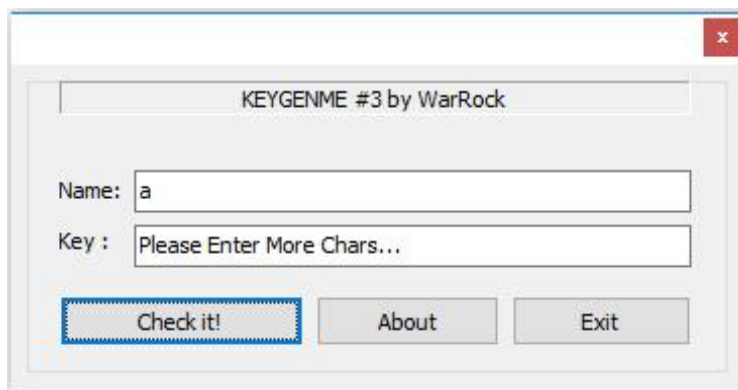 x
KEYGENME #3 by WarRock
Name: a
Key : Please Enter More Chars...
Check it! About Exit